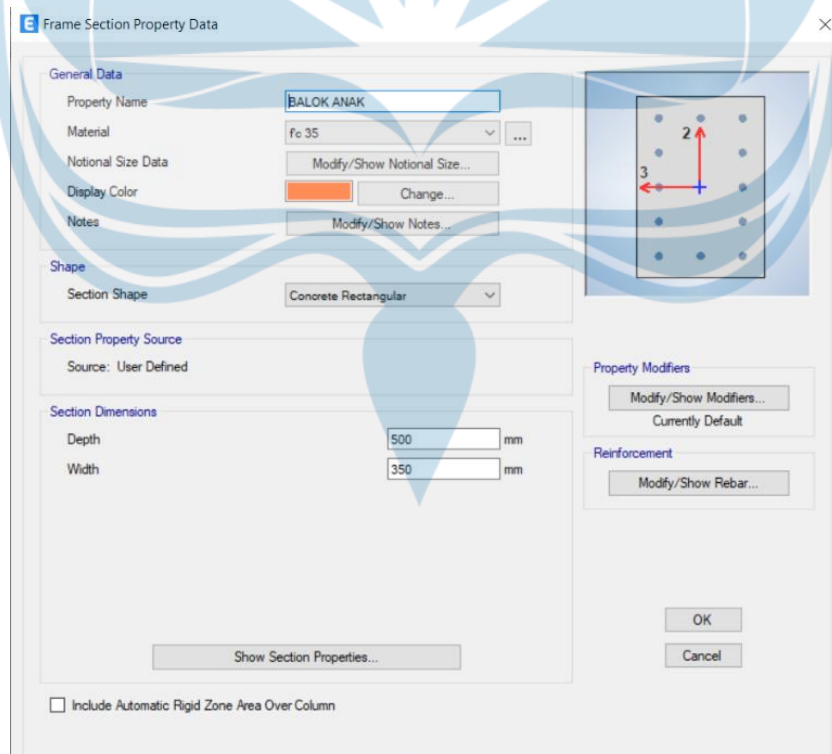 E Frame Section Property Data
General Data
Property Name BALOK ANAK
Material f'c 35 ...
Notional Size Data Modify/Show Notional Size...
Display Color Change...
Notes Modify/Show Notes...
2
3
Shape
Section Shape Concrete Rectangular
Section Property Source
Source: User Defined
Property Modifiers
Modify/Show Modifiers...
Currently Default
Section Dimensions
Depth 500 mm
Width 350 mm
Reinforcement
Modify/Show Rebar...
OK
Show Section Properties...
Cancel
Include Automatic Rigid Zone Area Over Column